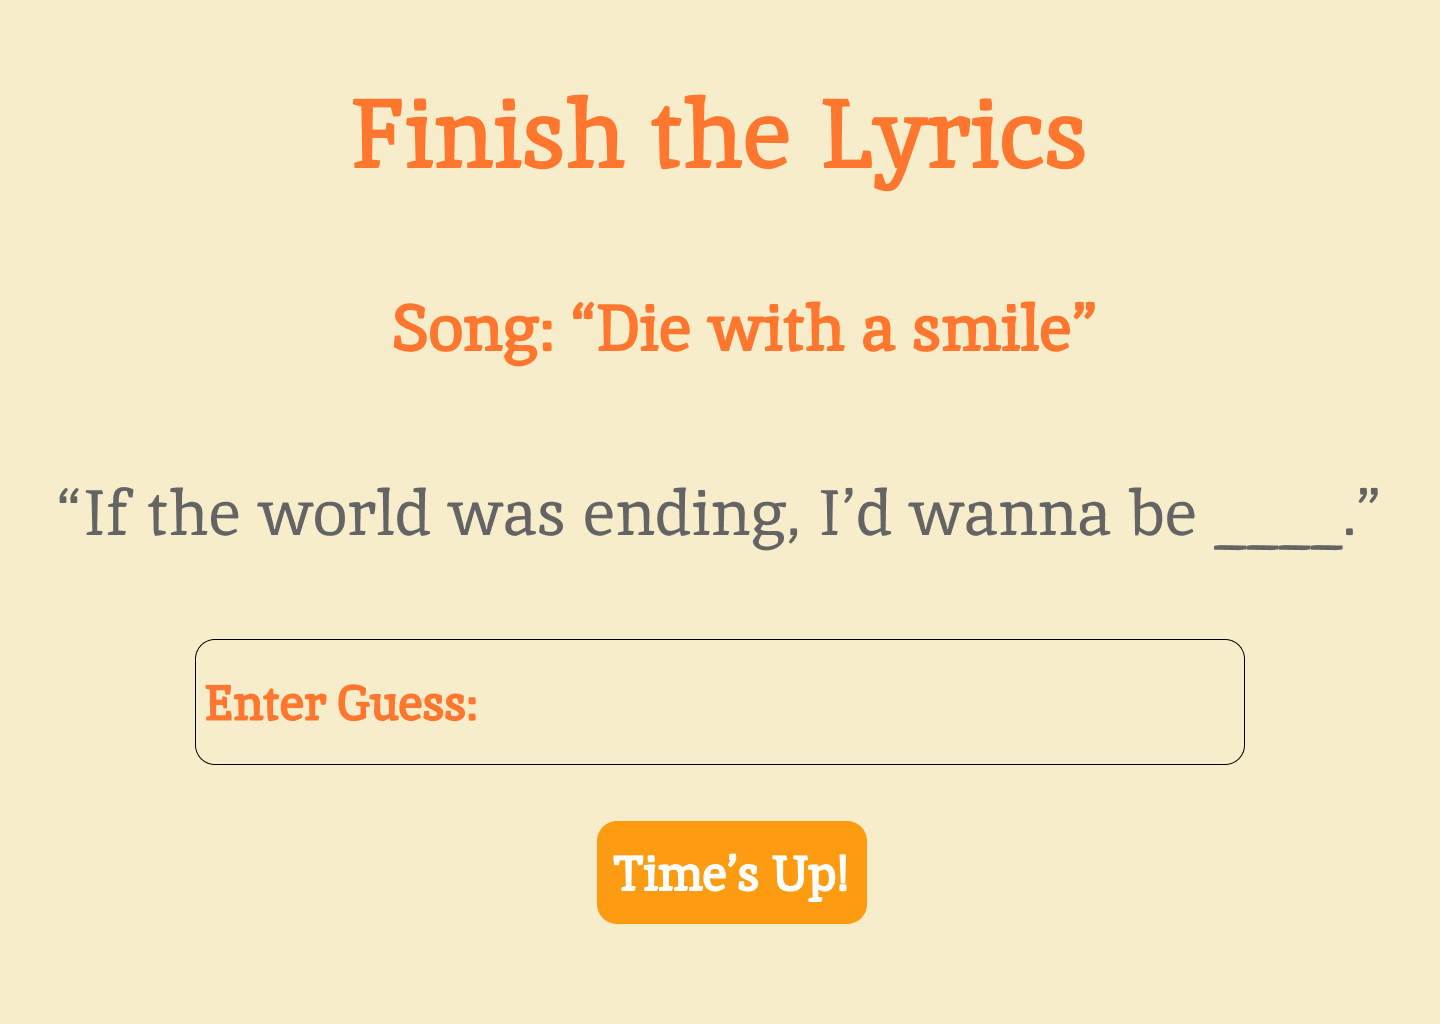 Finish the Lyrics
Song: “Die with a smile”
“If the world was ending, I’d wanna be ____.”
Enter Guess:
Time’s Up!